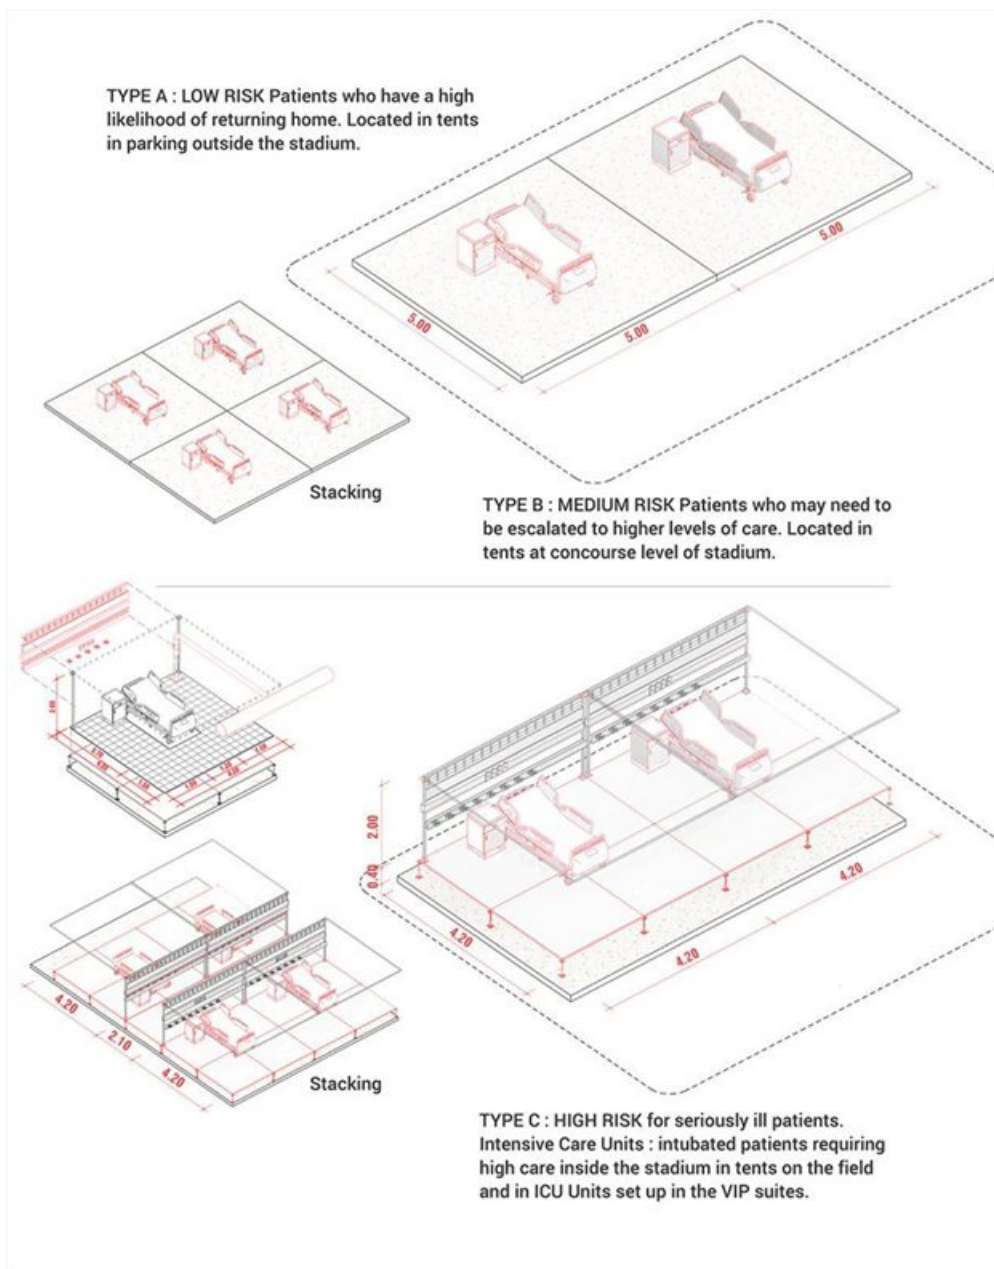 TYPE A : LOW RISK Patients who have a high
likelihood of returning home. Located in tents
in parking outside the stadium.
5.00
5.00
5.00
Stacking
TYPE B : MEDIUM RISK Patients who may need to
be escalated to higher levels of care. Located in
tents at concourse level of stadium.
2.00
0.40
4.20
4.20
4.20
4.20
2.10
4.20
Stacking
TYPE C : HIGH RISK for seriously ill patients.
Intensive Care Units : intubated patients requiring
high care inside the stadium in tents on the field
and in ICU Units set up in the VIP suites.